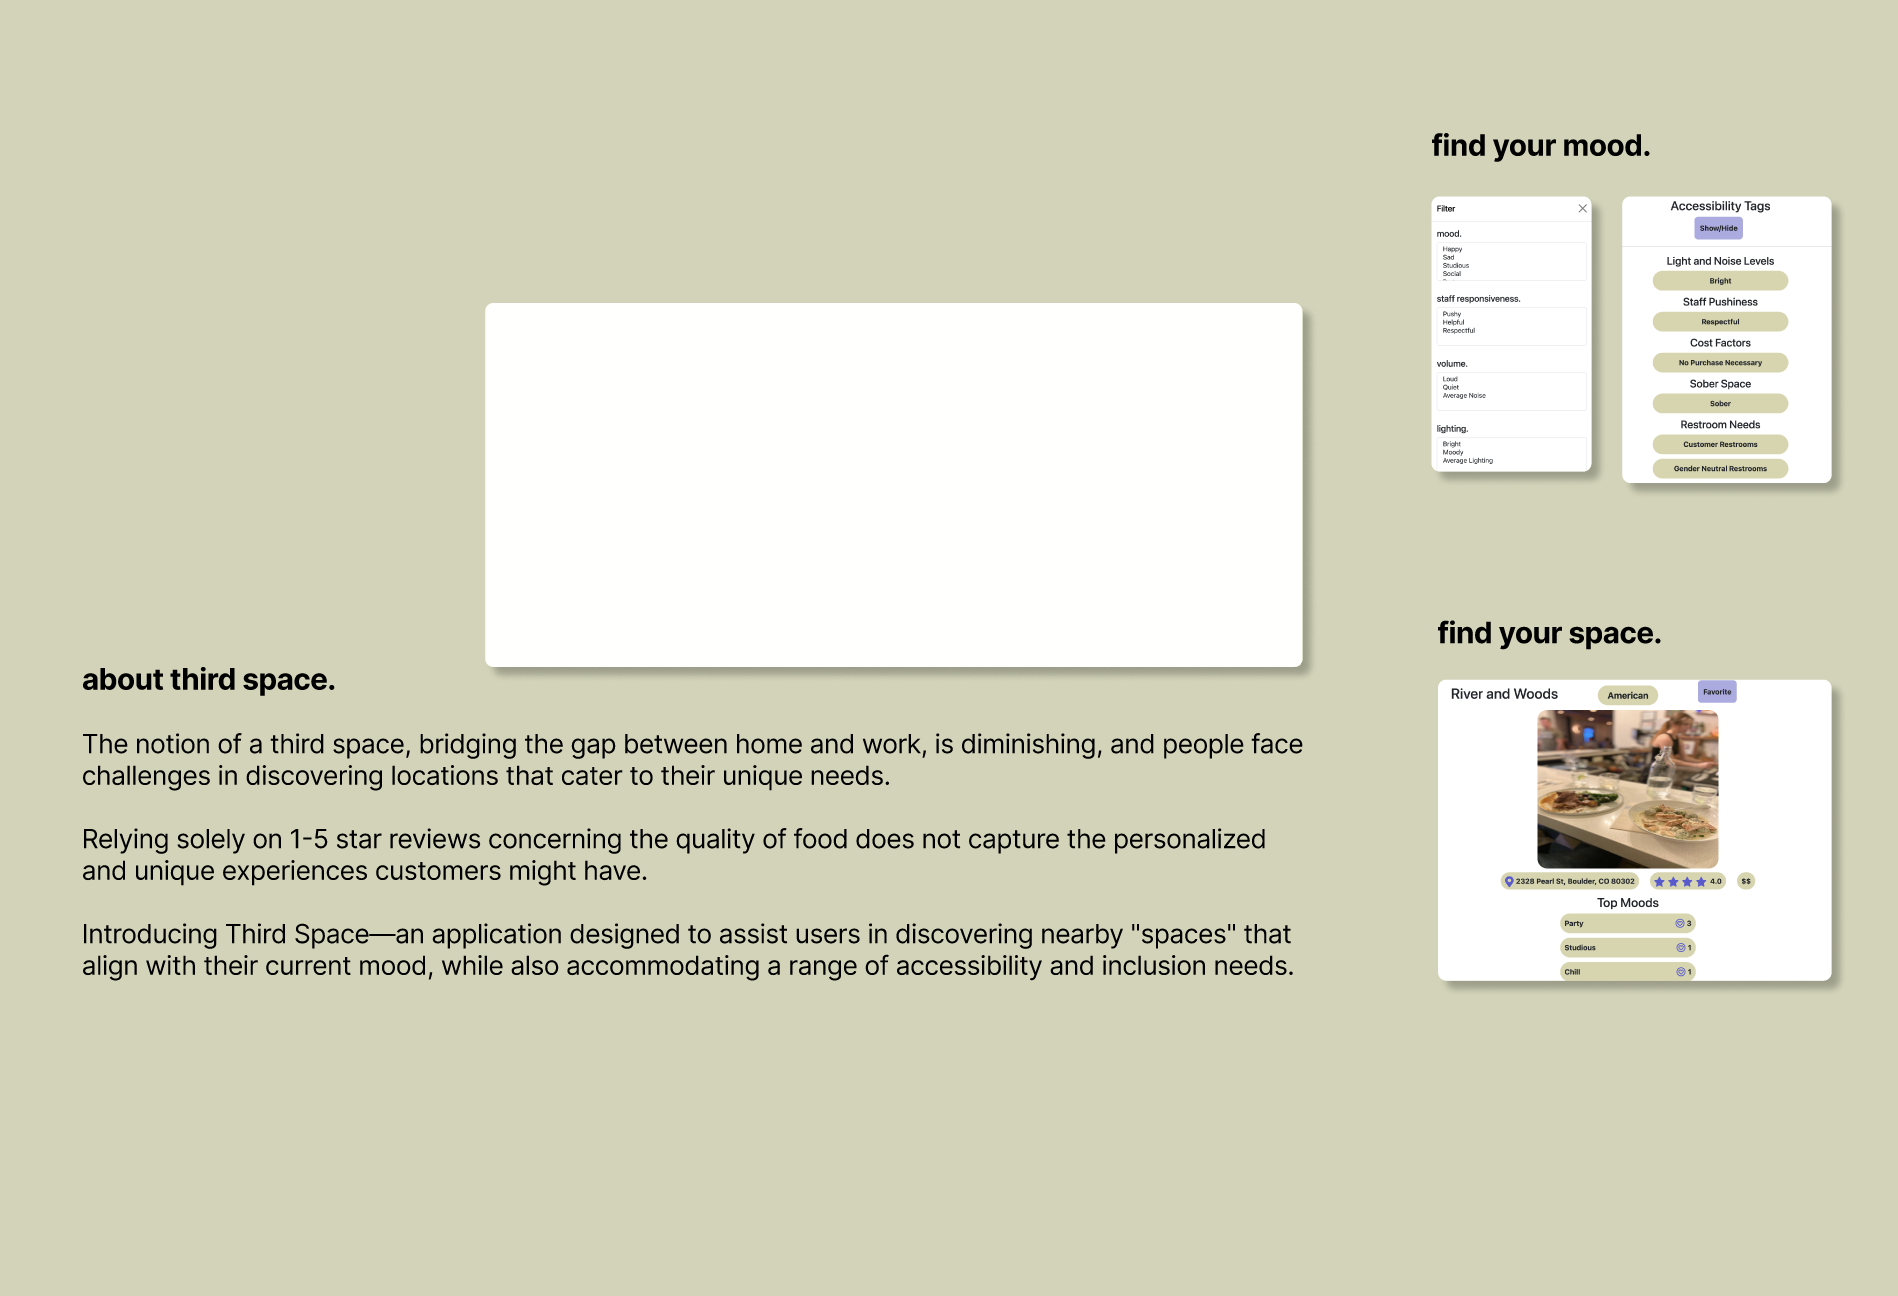 about third space.
The notion of a third space, bridging the gap between home and work, is diminishing, and people face
challenges in discovering locations that cater to their unique needs.
Relying solely on 1-5 star reviews concerning the quality of food does not capture the personalized
and unique experiences customers might have.
Introducing Third Space—an application designed to assist users in discovering nearby "spaces" that
align with their current mood, while also accommodating a range of accessibility and inclusion needs.
find your mood.
Filter
mood.
Happy
Sad
Studious
Social
staff responsiveness.
Pushy
Helpful
Respectful
volume.
Loud
Quiet
Average Noise
lighting.
Bright
Moody
Average Lighting
Accessibility Tags
Show/Hide
Light and Noise Levels
Bright
Staff Pushiness
Respectful
Cost Factors
No Purchase Necessary
Sober Space
Sober
Restroom Needs
Customer Restrooms
Gender Neutral Restrooms
find your space.
River and Woods American Favorite
2328 Pearl St, Boulder, CO 80302 4.0 $$
Top Moods
Party 3
Studious 1
Chill 1